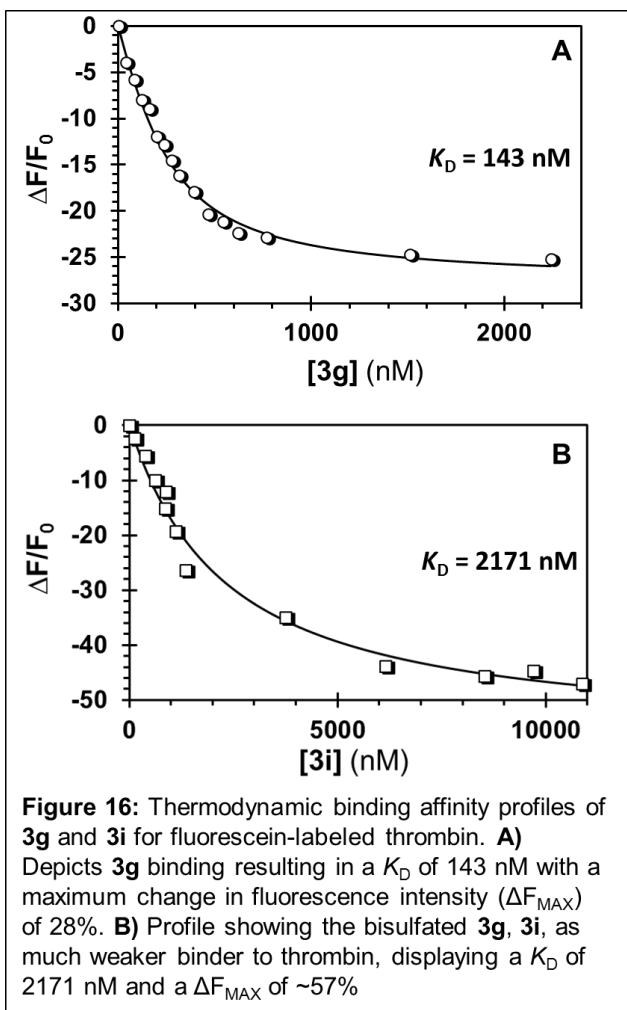 0
-5
-10
-15
-20
-25
-30
ΔF/F0
A
KD = 143 nM
0 1000 2000
[3g] (nM)
0
-10
-20
-30
-40
-50
ΔF/F0
B
KD = 2171 nM
0 5000 10000
[3i] (nM)
Figure 16: Thermodynamic binding affinity profiles of
3g and 3i for fluorescein-labeled thrombin. A)
Depicts 3g binding resulting in a KD of 143 nM with a
maximum change in fluorescence intensity (ΔFMAX)
of 28%. B) Profile showing the bisulfated 3g, 3i, as
much weaker binder to thrombin, displaying a KD of
2171 nM and a ΔFMAX of ~57%